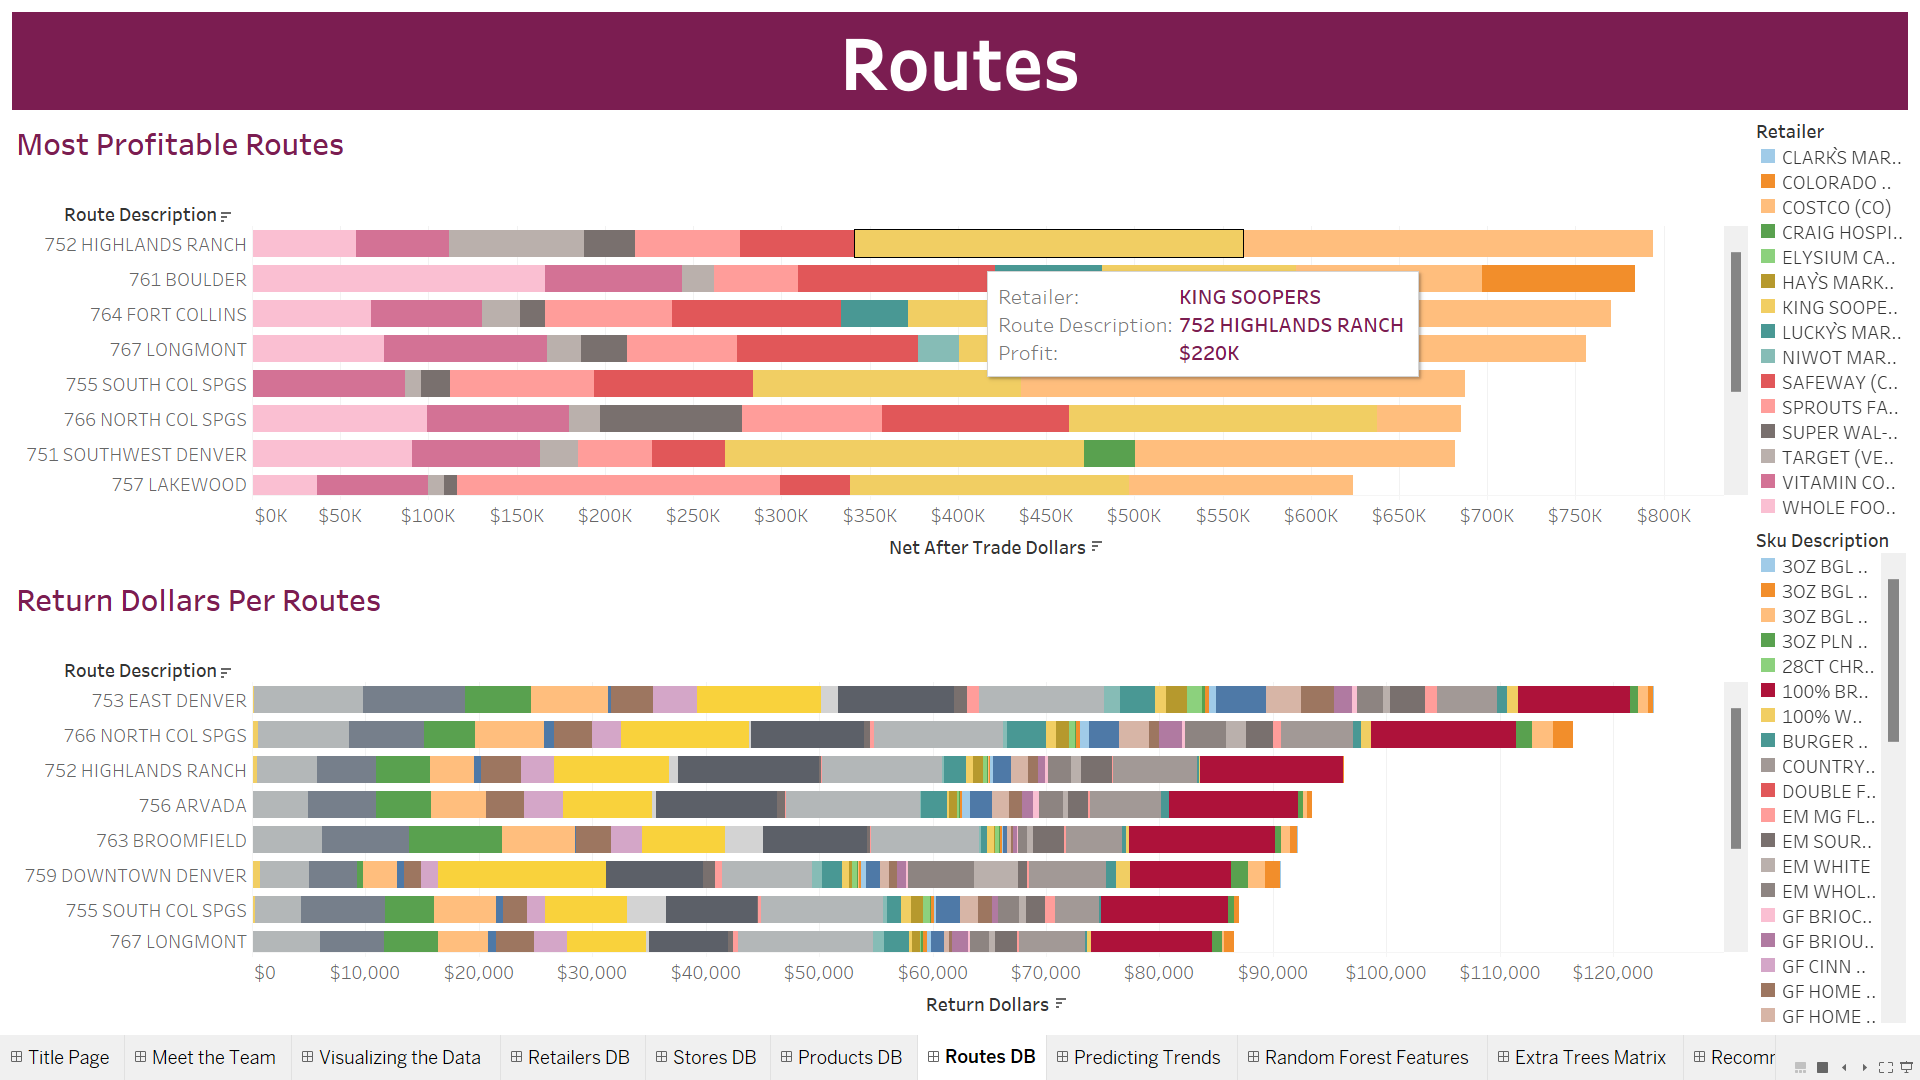 Routes
Most Profitable Routes
Route Description
752 HIGHLANDS RANCH
761 BOULDER
764 FORT COLLINS
767 LONGMONT
755 SOUTH COL SPGS
766 NORTH COL SPGS
751 SOUTHWEST DENVER
757 LAKEWOOD
Retailer: KING SOOPERS
Route Description: 752 HIGHLANDS RANCH
Profit: $220K
$0K $50K $100K $150K $200K $250K $300K $350K $400K $450K $500K $550K $600K $650K $700K $750K $800K
Net After Trade Dollars
Retailer
CLARK`S MAR..
COLORADO ..
COSTCO (CO)
CRAIG HOSPI..
ELYSIUM CA..
HAY`S MARK..
KING SOOPE..
LUCKY`S MAR..
NIWOT MAR..
SAFEWAY (C..
SPROUTS FA..
SUPER WAL-..
TARGET (VE..
VITAMIN CO..
WHOLE FOO..
Return Dollars Per Routes
Route Description
753 EAST DENVER
766 NORTH COL SPGS
752 HIGHLANDS RANCH
756 ARVADA
763 BROOMFIELD
759 DOWNTOWN DENVER
755 SOUTH COL SPGS
767 LONGMONT
$0 $10,000 $20,000 $30,000 $40,000 $50,000 $60,000 $70,000 $80,000 $90,000 $100,000 $110,000 $120,000
Return Dollars
Sku Description
3OZ BGL ..
3OZ BGL ..
3OZ BGL ..
3OZ PLN ..
28CT CHR..
100% BR..
100% W..
BURGER ..
COUNTRY..
DOUBLE F..
EM MG FL..
EM SOUR..
EM WHITE
EM WHOL..
GF BRIOC..
GF BRIOU..
GF CINN ..
GF HOME ..
GF HOME ..
Title Page Meet the Team Visualizing the Data Retailers DB Stores DB Products DB Routes DB Predicting Trends Random Forest Features Extra Trees Matrix Recomr